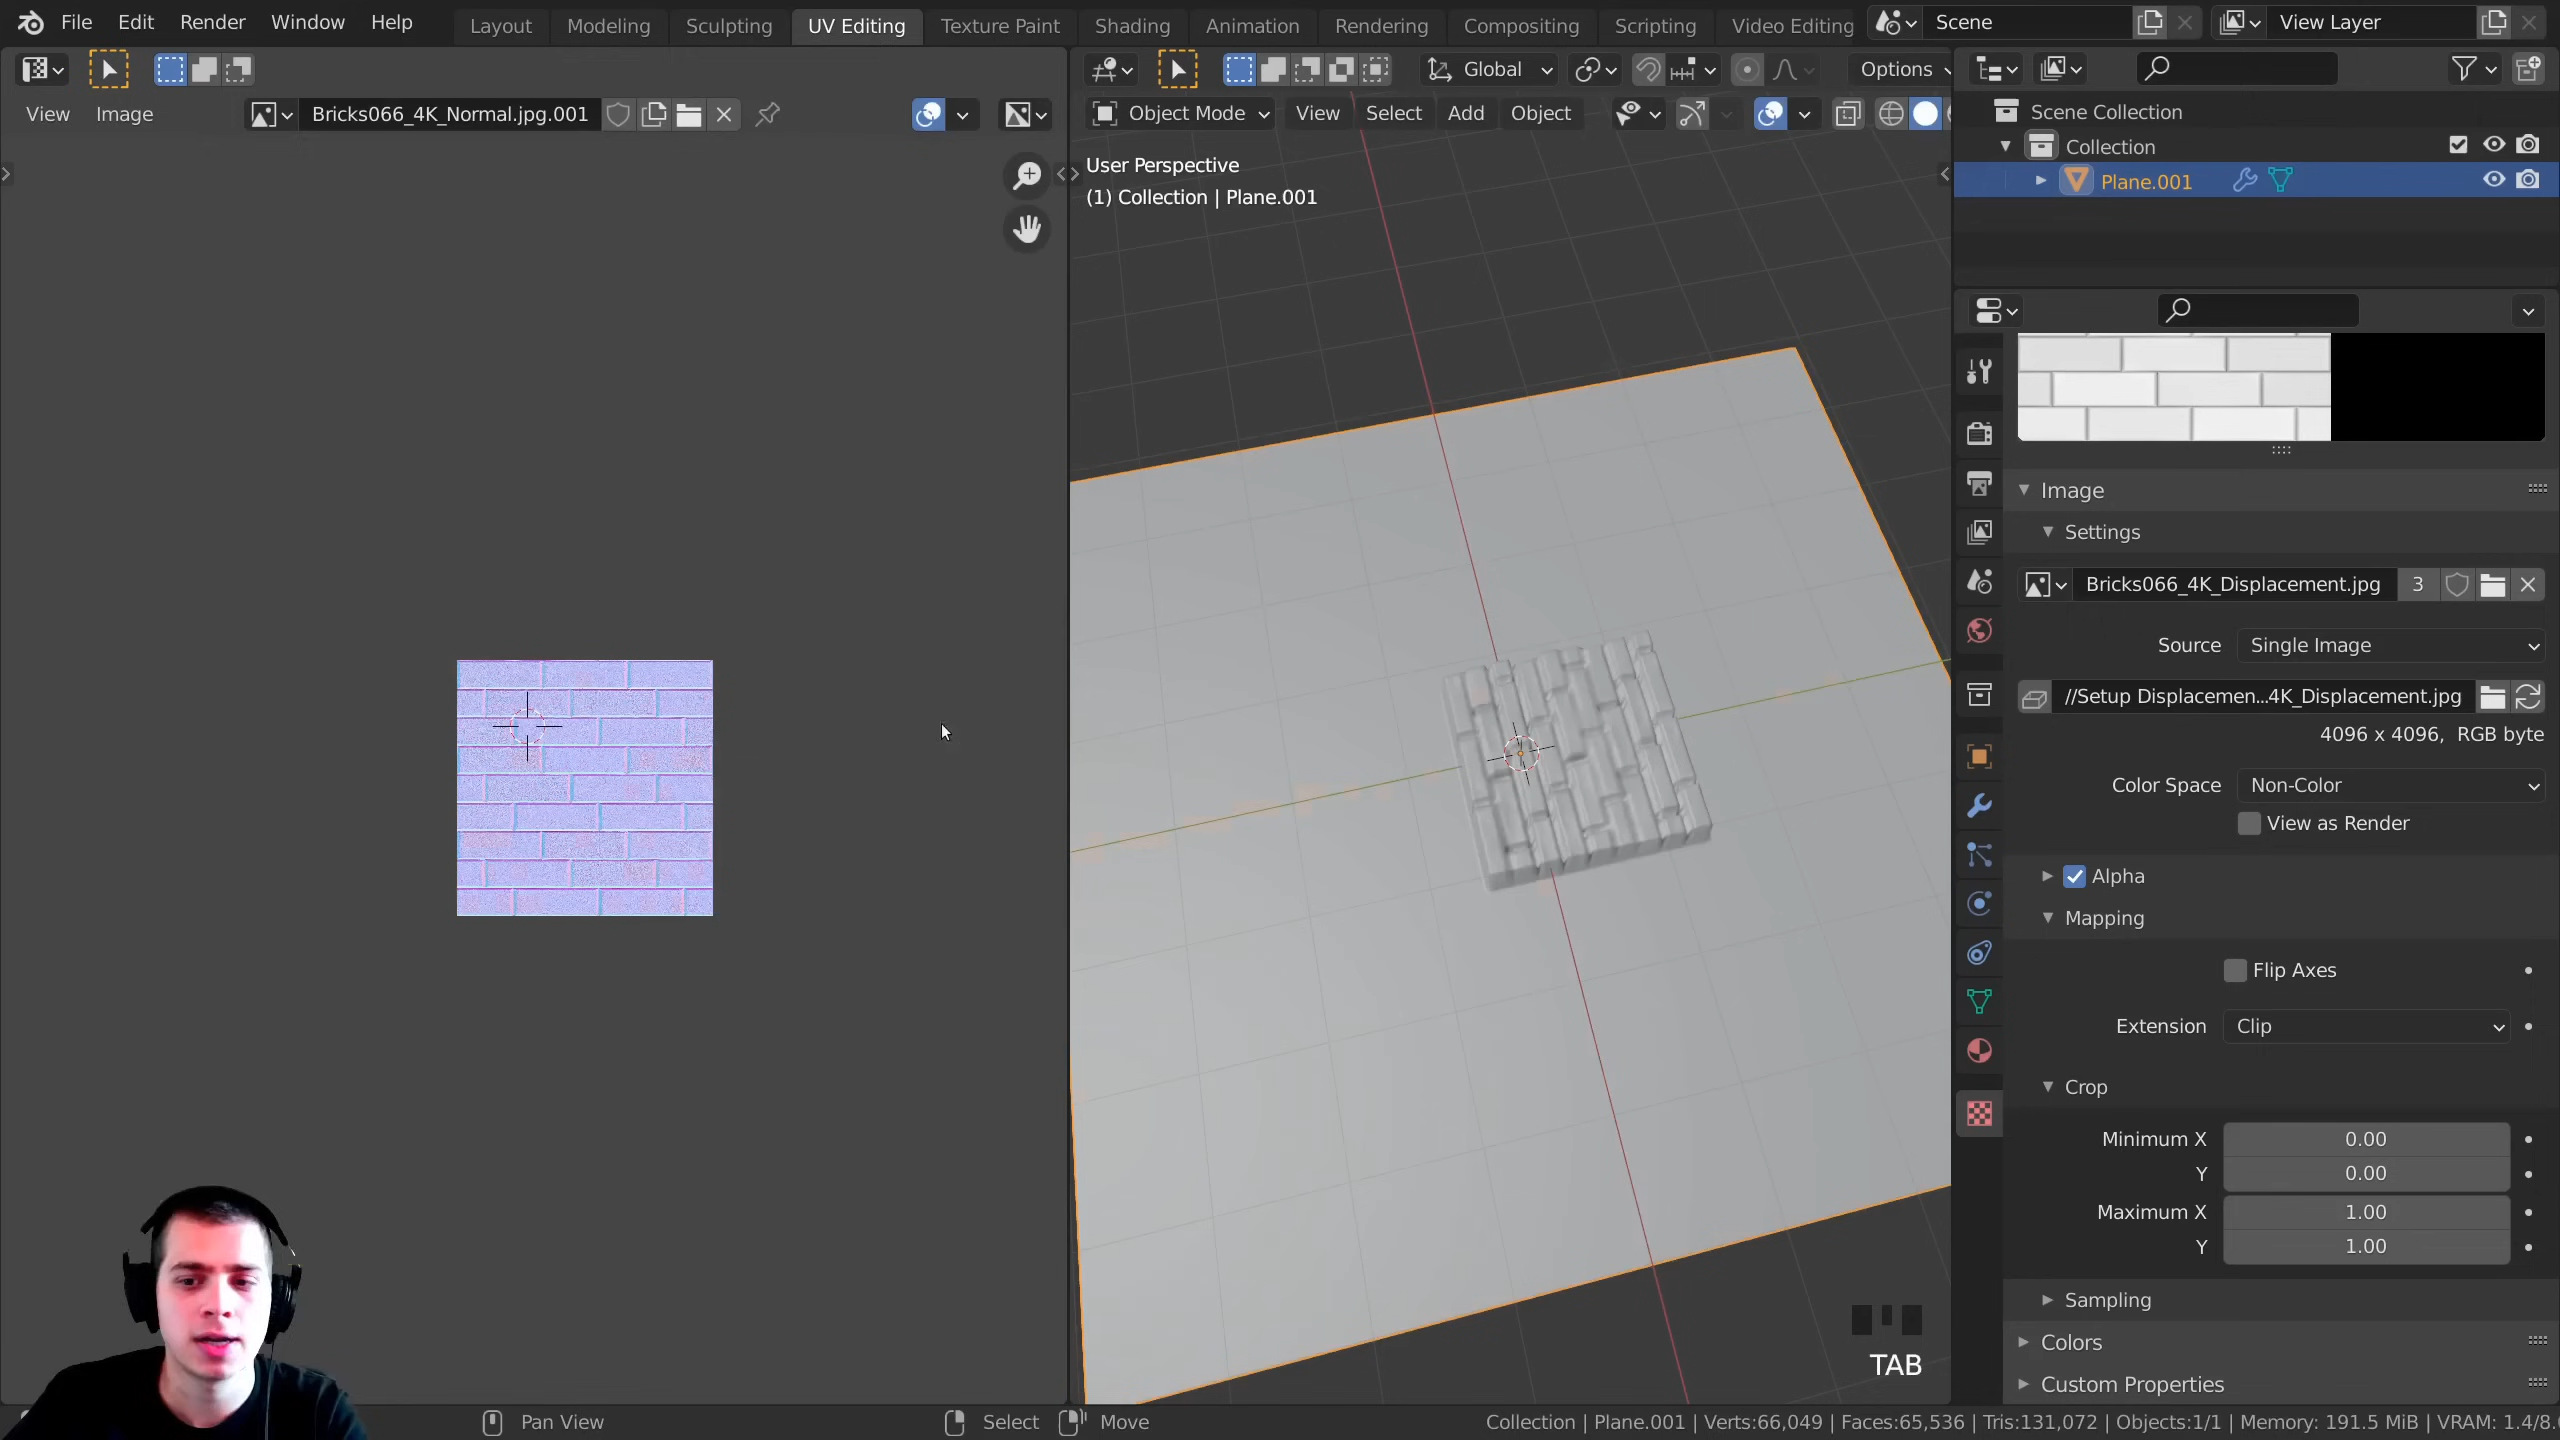 File Edit Render Window Help Layout Modeling Sculpting UV Editing Texture Paint Shading Animation Rendering Compositing Scripting Video Editing Scene View Layer
Global Options
View Image Bricks066_4K_Normal.jpg.001 Object Mode View Select Add Object
Scene Collection
Collection
Plane.001
User Perspective
(1) Collection | Plane.001
Image
Settings
Bricks066_4K_Displacement.jpg 3
Source Single Image
//Setup Displacemen...4K_Displacement.jpg
4096 x 4096, RGB byte
Color Space Non-Color
View as Render
Alpha
Mapping
Flip Axes
Extension Clip
Crop
Minimum X 0.00
Y 0.00
Maximum X 1.00
Y 1.00
Sampling
Colors
Custom Properties
TAB
Pan View Select Move Collection | Plane.001 | Verts:66,049 | Faces:65,536 | Tris:131,072 | Objects:1/1 | Memory: 191.5 MiB | VRAM: 1.4/8.